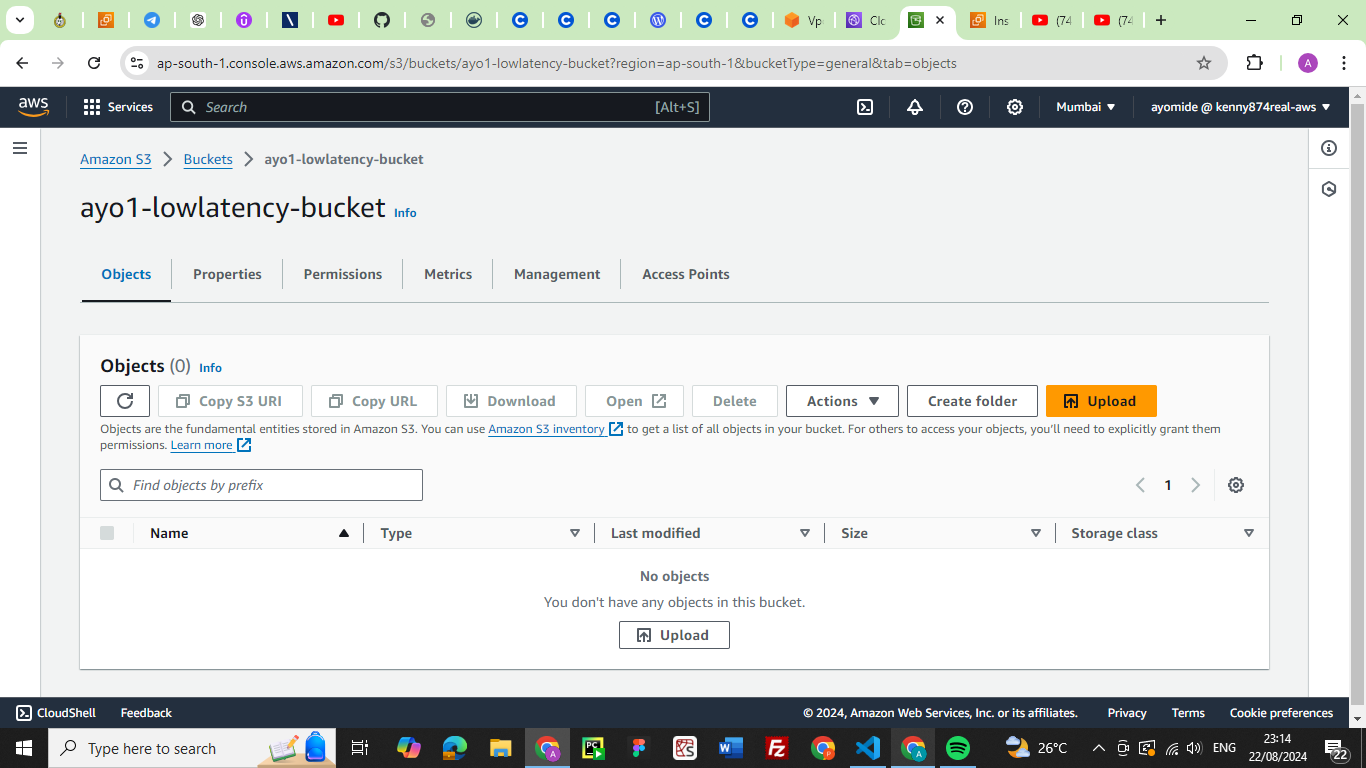 Vp
Clc
Ins
(74
(74
ap-south-1.console.aws.amazon.com/s3/buckets/ayo1-lowlatency-bucket?region=ap-south-1&bucketType=general&tab=objects
A
aws
Services
Search
[Alt+S]
Mumbai
ayomide @ kenny874real-aws
Amazon S3
Buckets
ayo1-lowlatency-bucket
ayo1-lowlatency-bucket Info
Objects
Properties
Permissions
Metrics
Management
Access Points
Objects (0) Info
Copy S3 URI
Copy URL
Download
Open
Delete
Actions
Create folder
Upload
Objects are the fundamental entities stored in Amazon S3. You can use Amazon S3 inventory to get a list of all objects in your bucket. For others to access your objects, you'll need to explicitly grant them
permissions. Learn more
Find objects by prefix
1
Name
Type
Last modified
Size
Storage class
No objects
You don't have any objects in this bucket.
Upload
CloudShell
Feedback
© 2024, Amazon Web Services, Inc. or its affiliates.
Privacy
Terms
Cookie preferences
Type here to search
26°C
ENG
23:14
22/08/2024
22